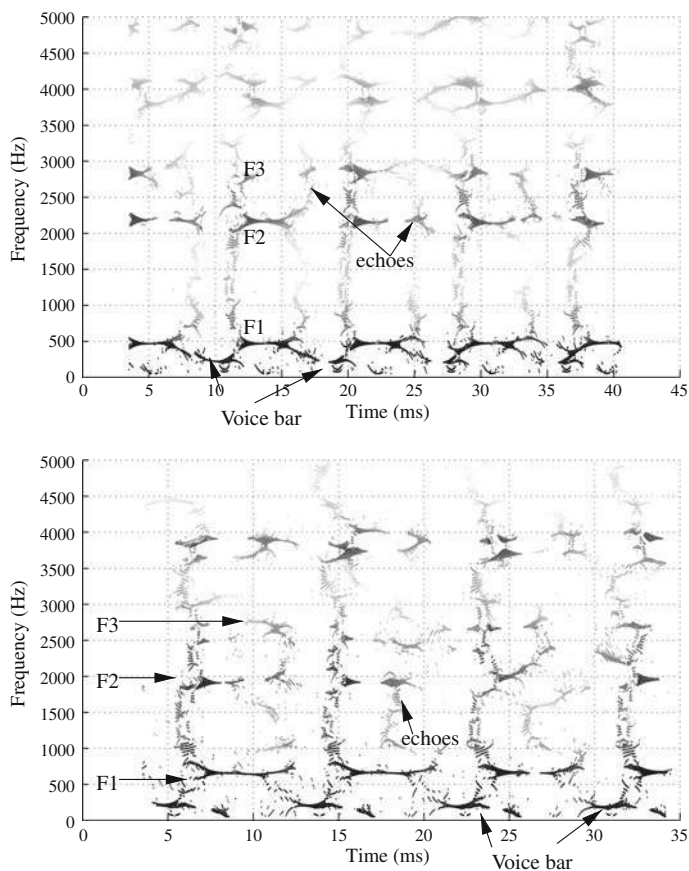 5000
4500
4000
3500
3000
2500
2000
1500
1000
500
0
Frequency (Hz)
F3
F2
echoes
F1
0 5 10 15 20 25 30 35 40 45
Voice bar
Time (ms)
5000
4500
4000
3500
3000
2500
2000
1500
1000
500
0
Frequency (Hz)
F3
F2
echoes
F1
0 5 10 15 20 25 30 35
Time (ms)
Voice bar